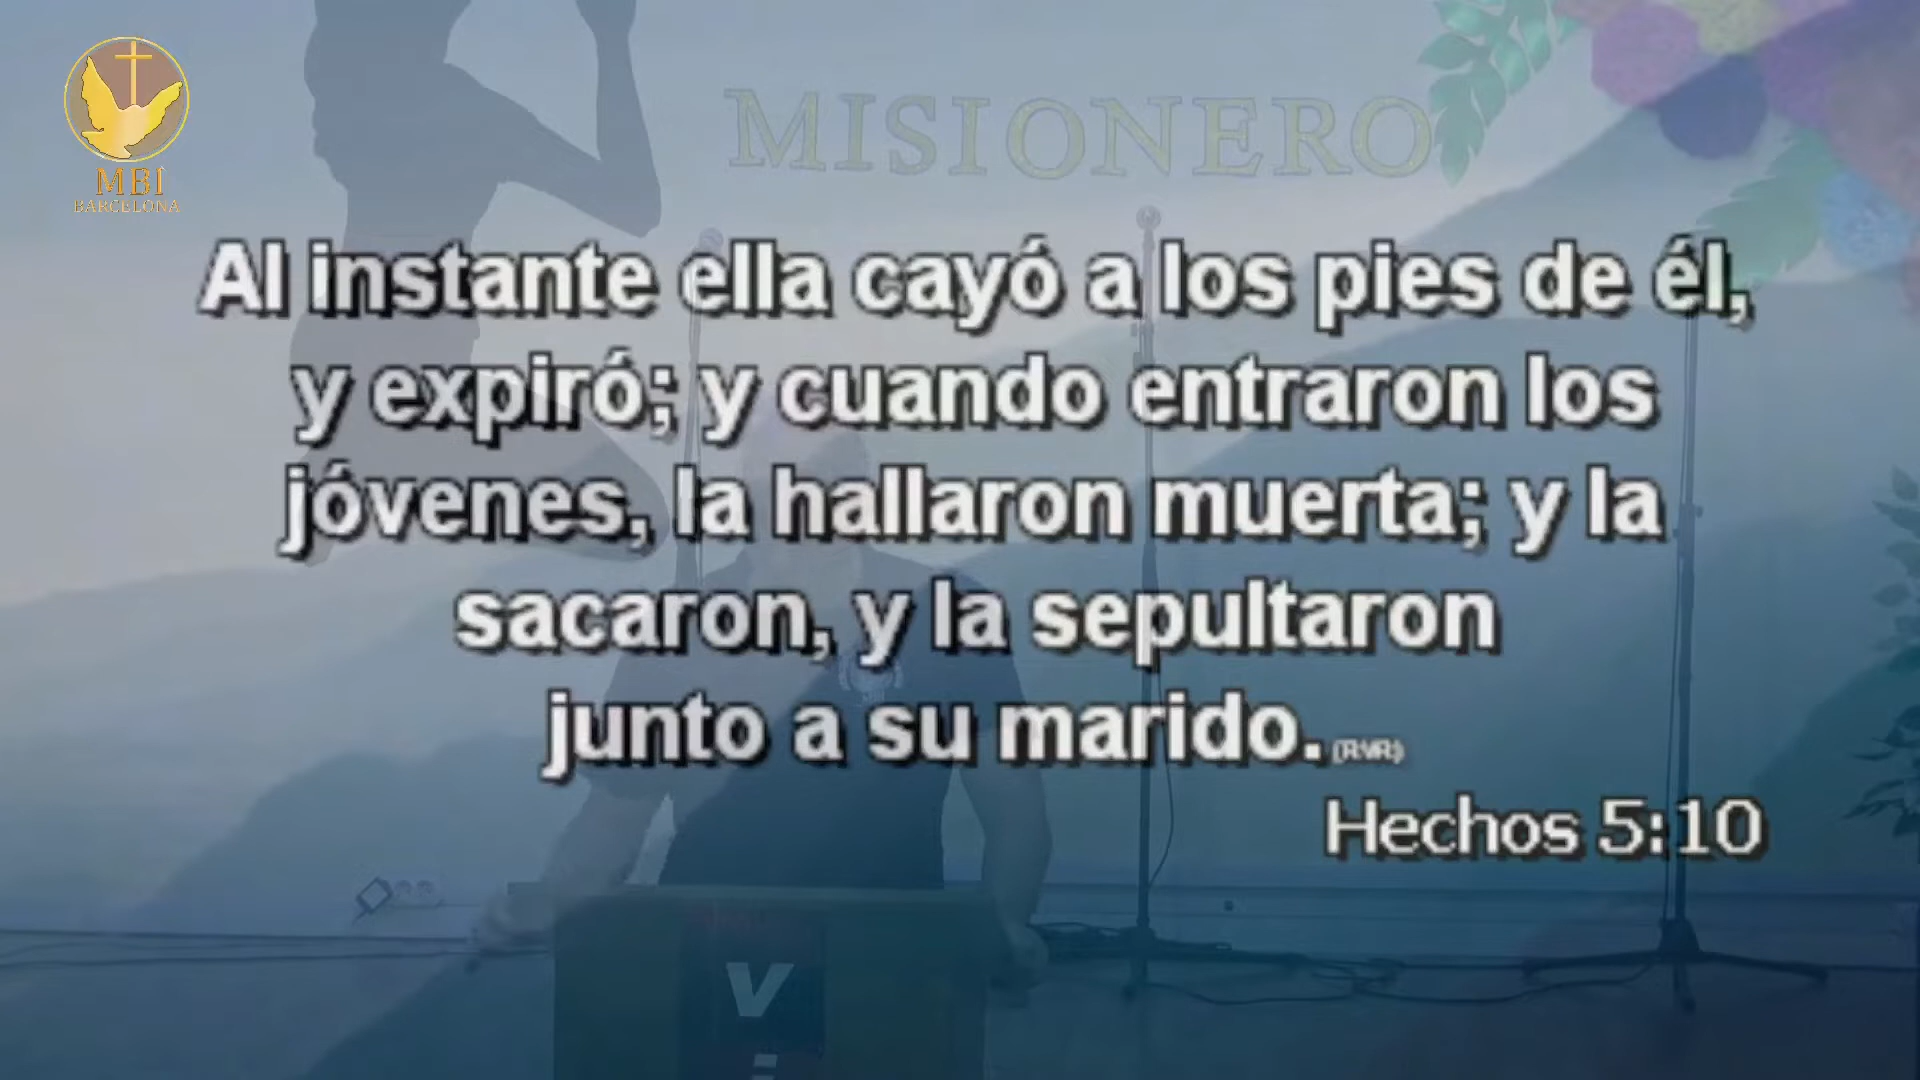 MBI
BARCELONA
MISIONERO
Al instante ella cayó a los pies de él,
y expiró; y cuando entraron los
jóvenes, la hallaron muerta; y la
sacaron, y la sepultaron
junto a su marido. (RVR)
Hechos 5:10
V